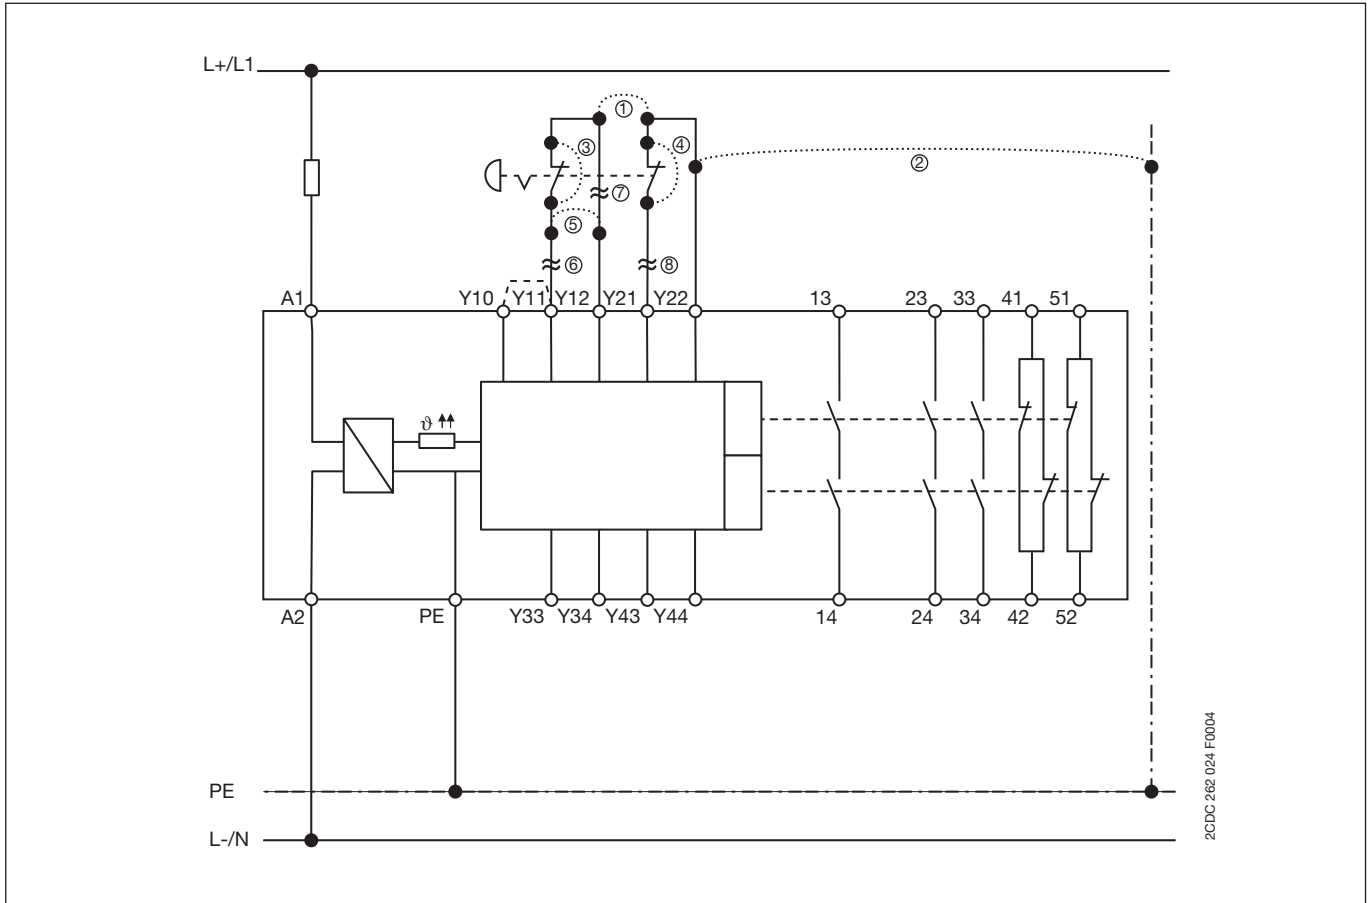 L+/L1
①
③ ④
②
⑦
⑤
⑥ ⑧
A1 Y10 Y11 Y12 Y21 Y22 13 23 33 41 51
ϑ
A2 PE Y33 Y34 Y43 Y44 14 24 34 42 52
PE
L-/N
2CDC 262 024 F0004